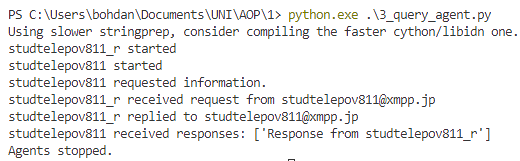 PS C:\Users\bohdan\Documents\UNI\AOP\1> python.exe .\3_query_agent.py
Using slower stringprep, consider compiling the faster cython/libidn one.
studtelepov811_r started
studtelepov811 started
studtelepov811 requested information.
studtelepov811_r received request from studtelepov811@xmpp.jp
studtelepov811_r replied to studtelepov811@xmpp.jp
studtelepov811 received responses: ['Response from studtelepov811_r']
Agents stopped.